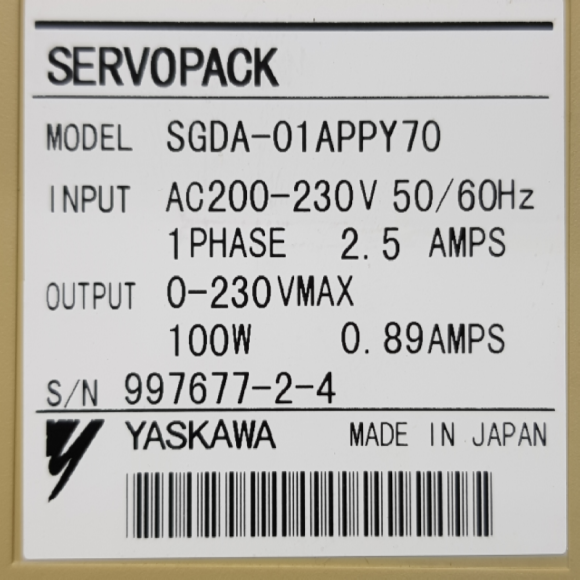 SERVOPACK
MODEL SGDA-01APPY70
INPUT AC200-230V 50/60Hz
1PHASE 2.5 AMPS
OUTPUT 0-230VMAX
100W 0.89AMPS
S/N 997677-2-4
YASKAWA MADE IN JAPAN